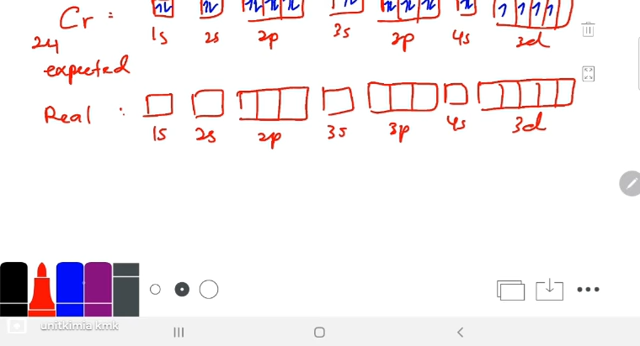 Cr =
1s 2s 2p 3s 2p 4s 3d
24
expected
Real :
1s 2s 2p 3s 3p 4s 3d
unitkimia kmk